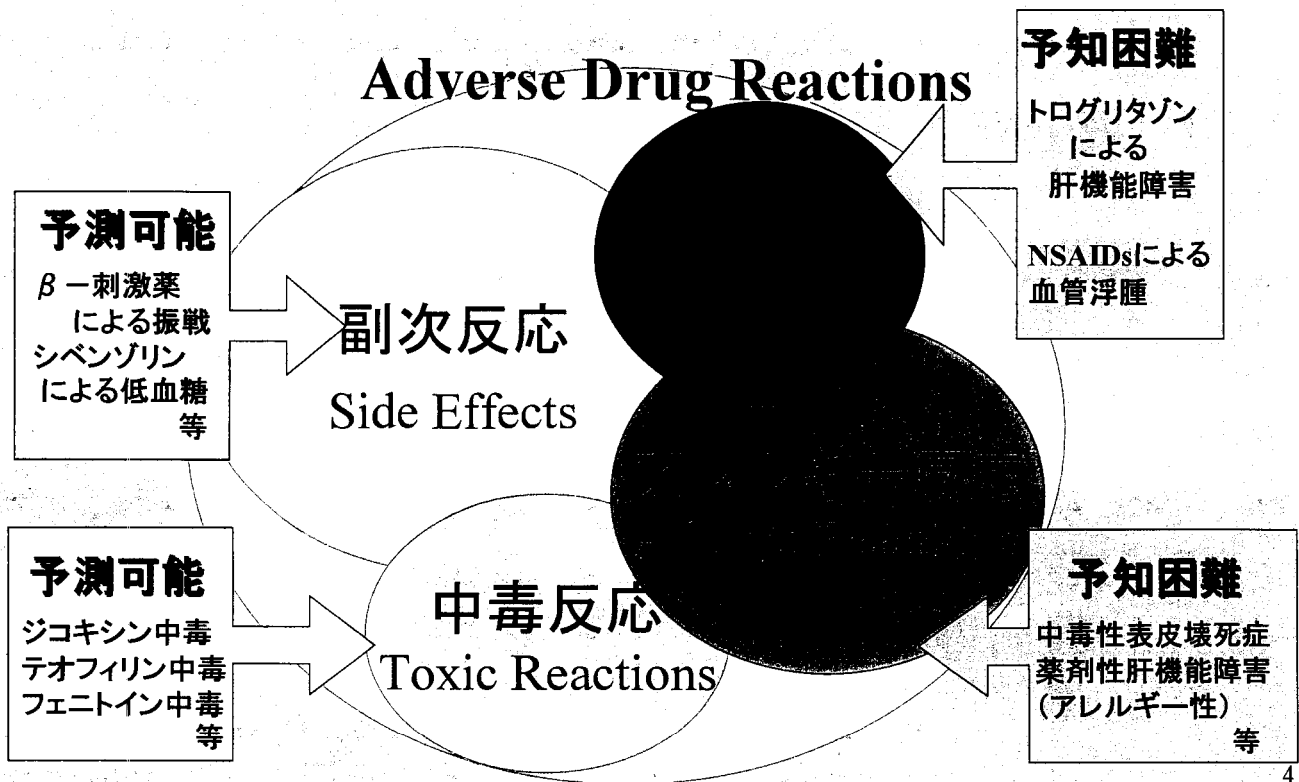 Adverse Drug Reactions
予知困難
トログリタゾン
による
肝機能障害
NSAIDsによる
血管浮腫
予測可能
β－刺激薬
による振戦
シベンゾリン
による低血糖
等
副次反応
Side Effects
予測可能
ジコキシン中毒
テオフィリン中毒
フェニトイン中毒
等
中毒反応
Toxic Reactions
予知困難
中毒性表皮壊死症
薬剤性肝機能障害
(アレルギー性)
等
4